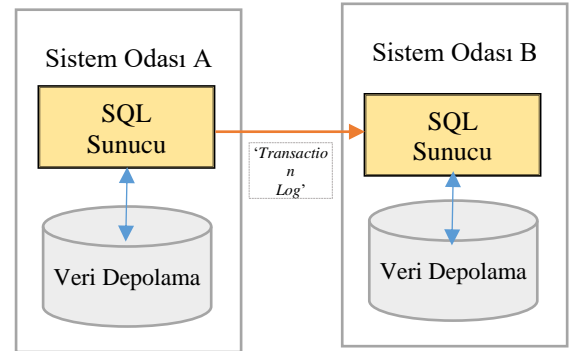 Sistem Odası A
SQL
Sunucu
Veri Depolama
‘Transactio
n
Log’
Sistem Odası B
SQL
Sunucu
Veri Depolama